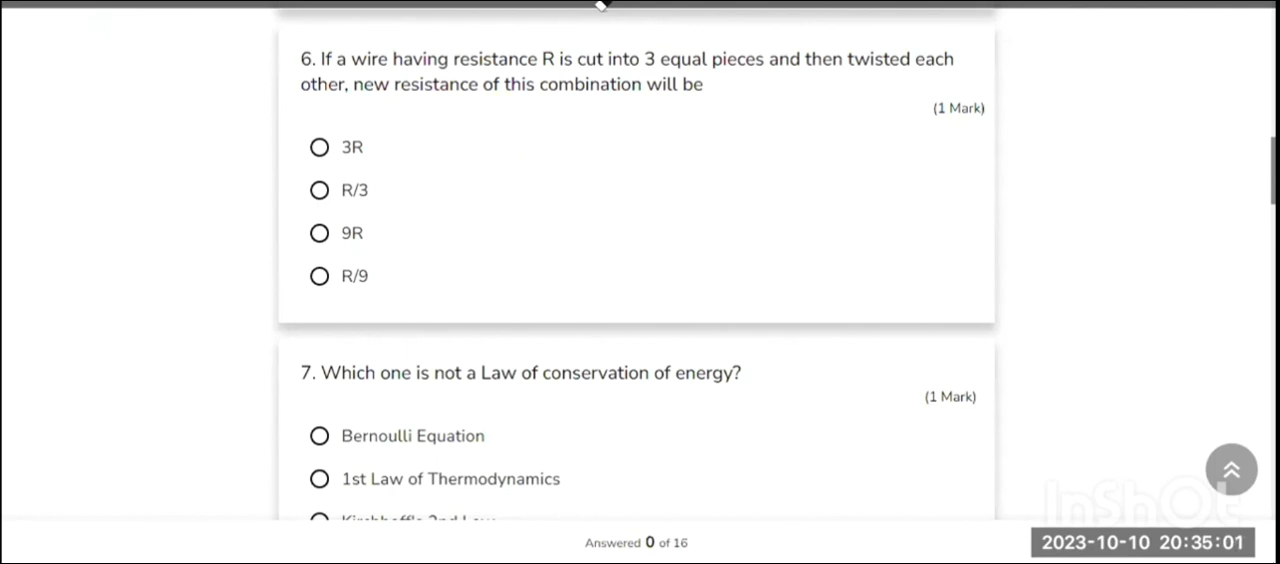 6. If a wire having resistance R is cut into 3 equal pieces and then twisted each
other, new resistance of this combination will be
(1 Mark)
3R
R/3
9R
R/9
7. Which one is not a Law of conservation of energy?
(1 Mark)
Bernoulli Equation
1st Law of Thermodynamics
Answered 0 of 16
InShOt
2023-10-10 20:35:01